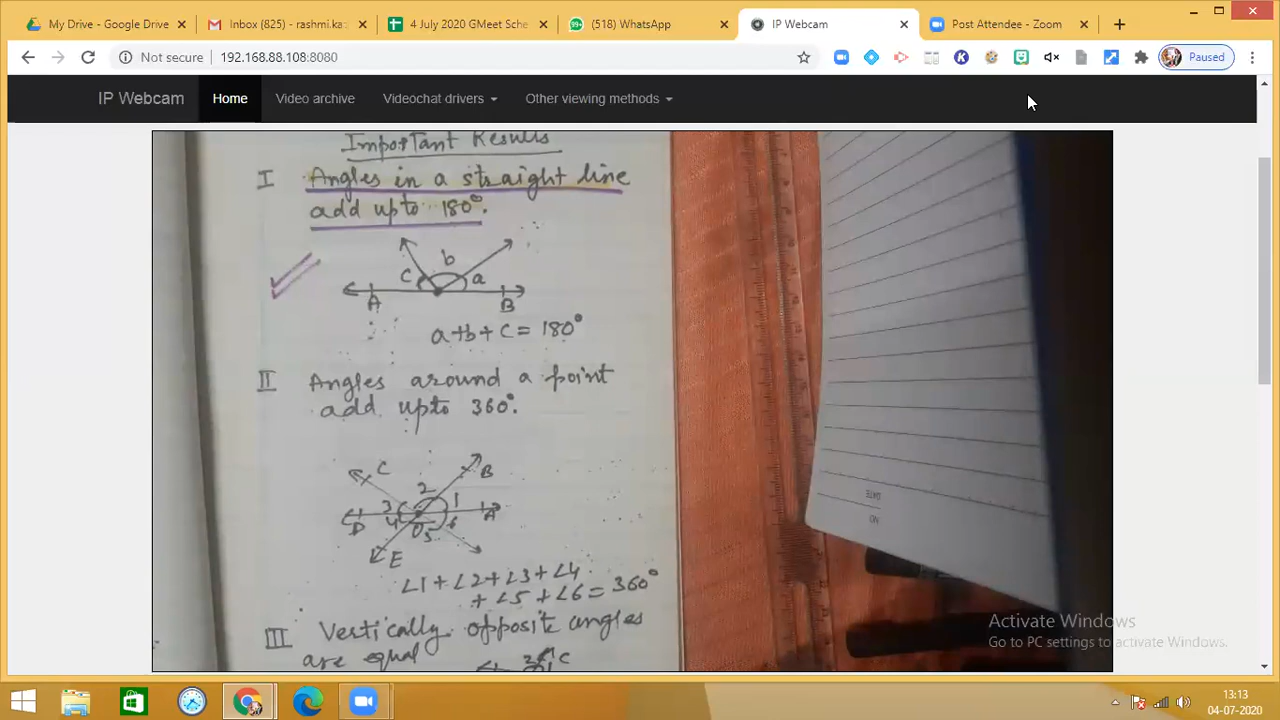 My Drive - Google Drive
Inbox (825) - rashmi.ka
4 July 2020 GMeet Sche
99+
(518) WhatsApp
IP Webcam
Post Attendee - Zoom
Not secure
192.168.88.108:8080
Paused
IP Webcam
Home
Video archive
Videochat drivers
Other viewing methods
Important Results
I Angles in a straight line
add upto 180°.
b
c a
A B
a+b+c = 180°
II Angles around a point
add upto 360°.
C B
2
3 1
D A
4 O 5 6
E
∠1 + ∠2 + ∠3 + ∠4
+ ∠5 + ∠6 = 360°
III Vertically opposite angles
are equal
C
DATE
NO
Activate Windows
Go to PC settings to activate Windows.
13:13
04-07-2020